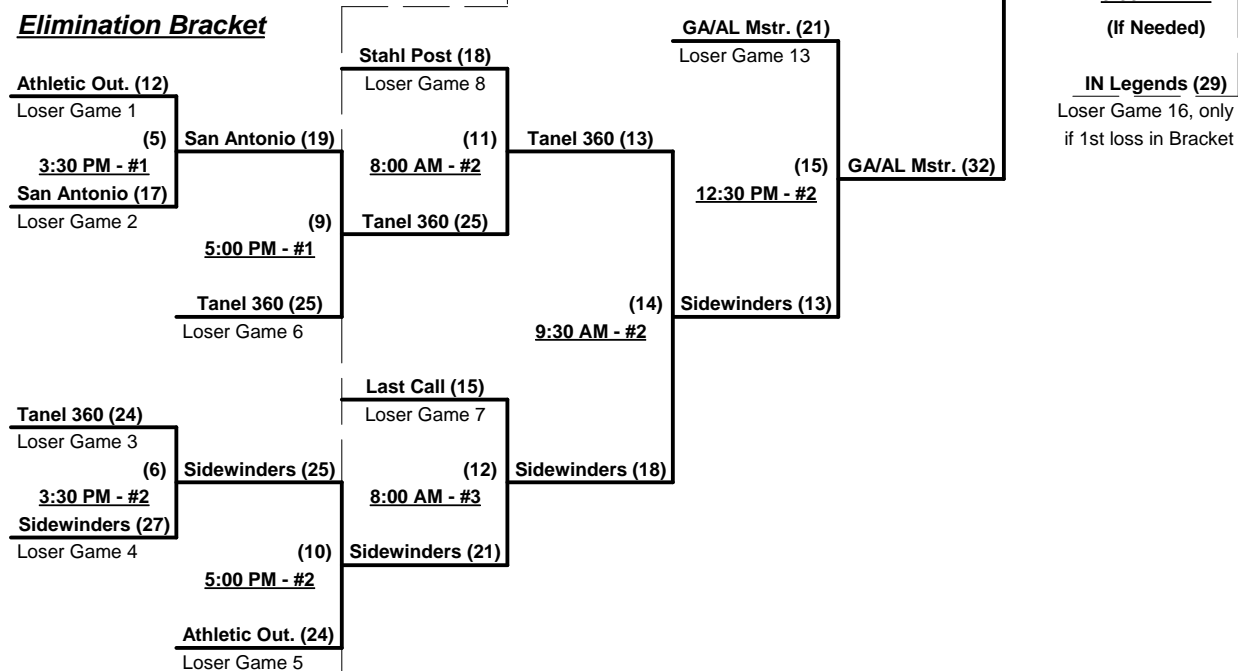 Elimination Bracket
GA/AL Mstr. (21)
Loser Game 13
(If Needed)
Stahl Post (18)
Loser Game 8
Athletic Out. (12)
Loser Game 1
IN Legends (29)
Loser Game 16, only
if 1st loss in Bracket
(5)
3:30 PM - #1
San Antonio (19)
(11)
8:00 AM - #2
Tanel 360 (13)
(15)
12:30 PM - #2
GA/AL Mstr. (32)
San Antonio (17)
Loser Game 2
(9)
5:00 PM - #1
Tanel 360 (25)
Tanel 360 (25)
Loser Game 6
(14)
9:30 AM - #2
Sidewinders (13)
Last Call (15)
Loser Game 7
Tanel 360 (24)
Loser Game 3
(6)
3:30 PM - #2
Sidewinders (25)
(12)
8:00 AM - #3
Sidewinders (18)
Sidewinders (27)
Loser Game 4
(10)
5:00 PM - #2
Sidewinders (21)
Athletic Out. (24)
Loser Game 5